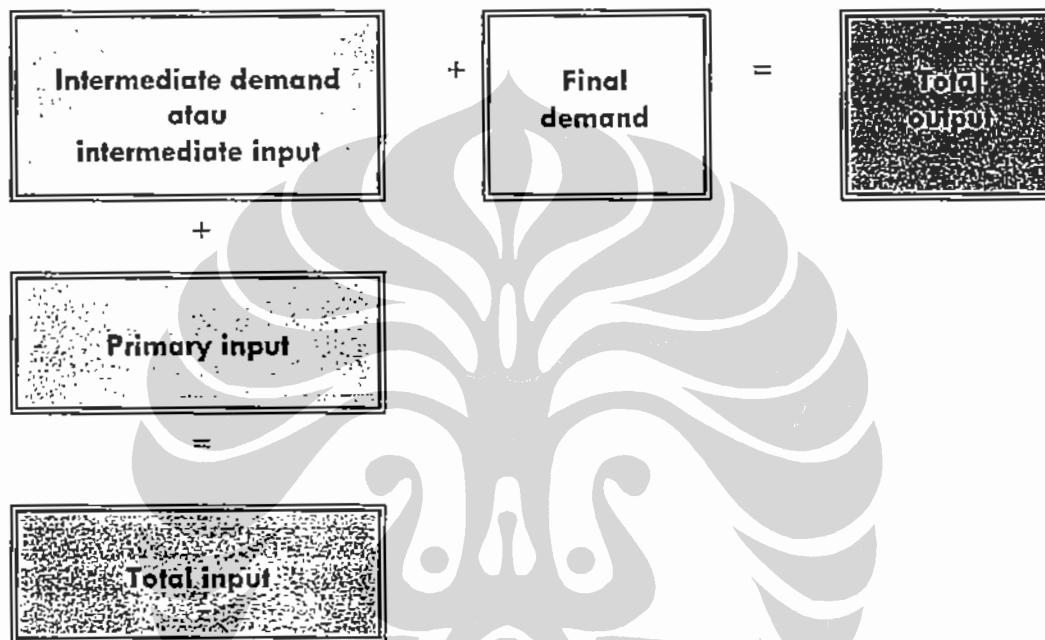 Intermediate demand
atau
intermediate input
+
Final
demand
=
Total
output
+
Primary input
=
Total input